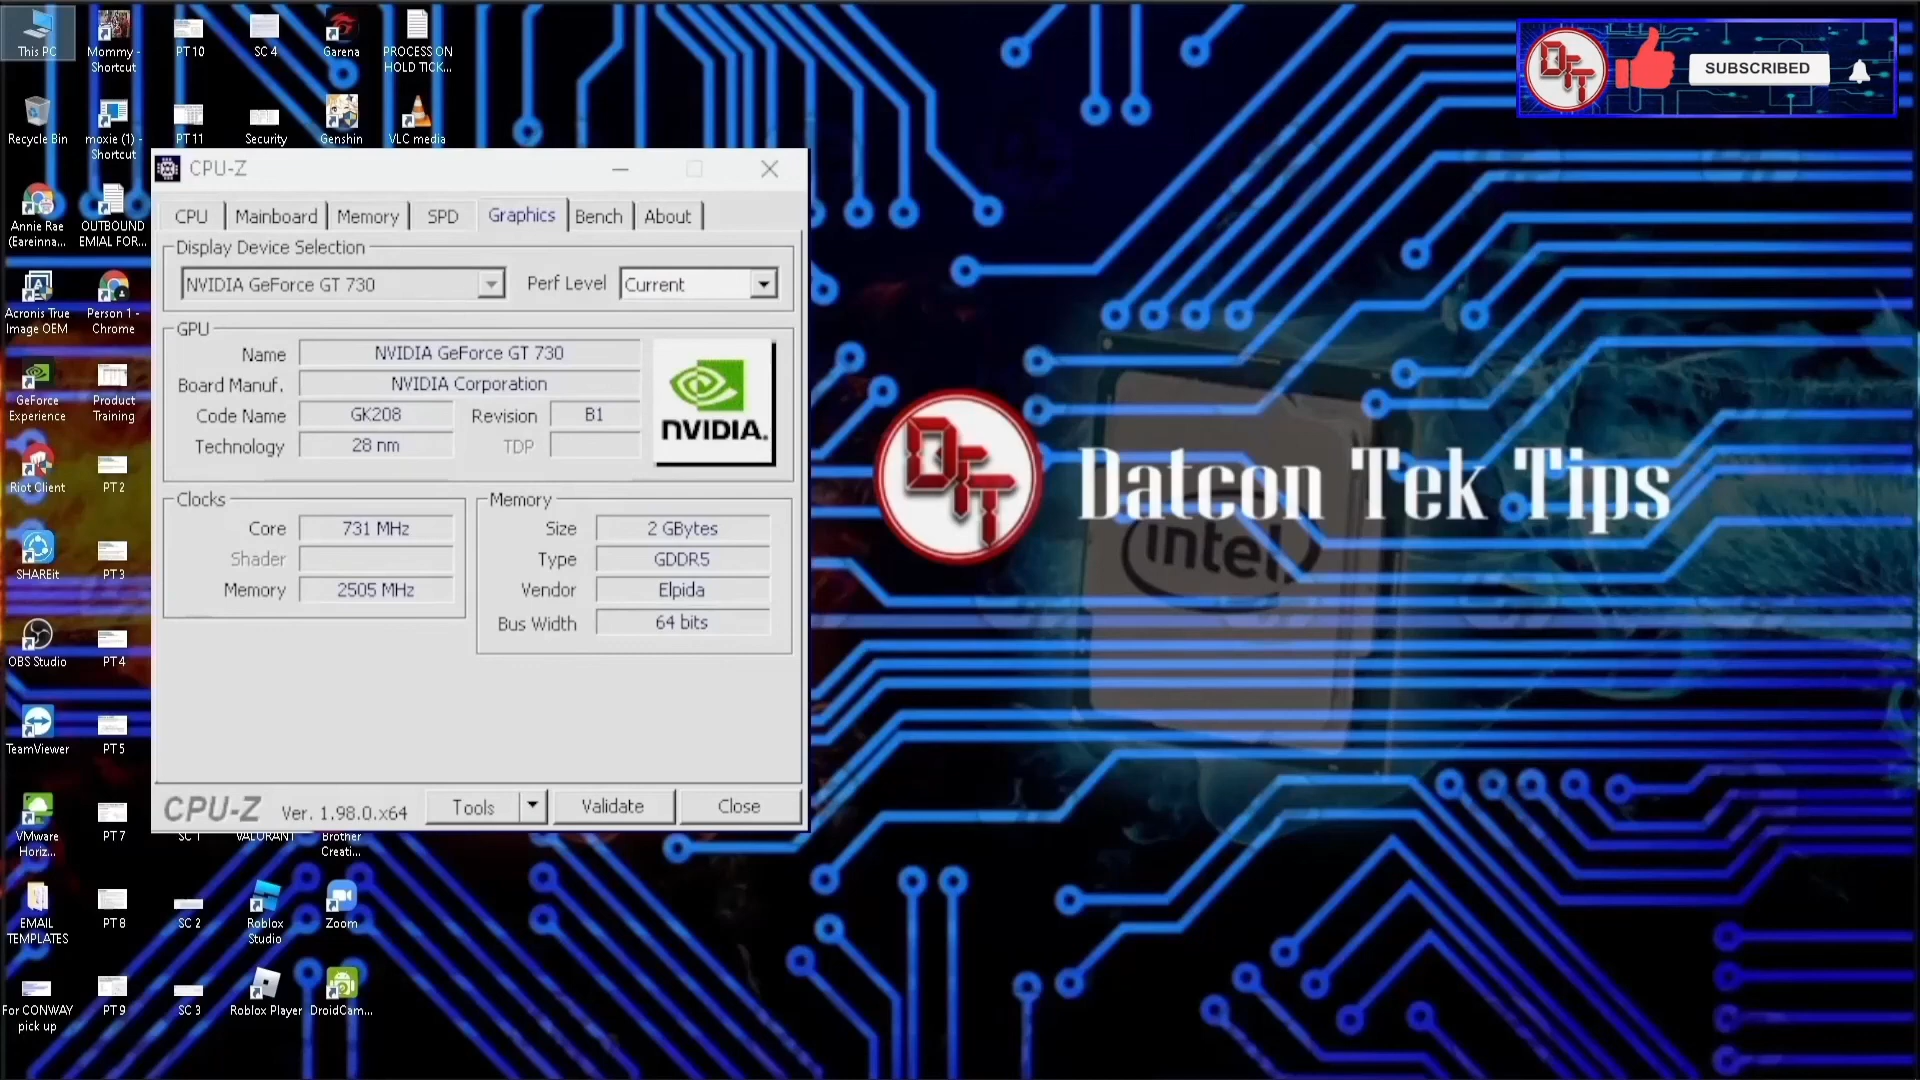 This PC
Mommy -
Shortcut
PT 10
SC 4
Garena
PROCESS ON
HOLD TICK...
Recycle Bin
moxie (1) -
Shortcut
PT 11
Security
Genshin
VLC media
Annie Rae
(Eareinna...
OUTBOUND
EMIAL FOR...
Acronis True
Image OEM
Person 1 -
Chrome
GeForce
Experience
Product
Training
Riot Client
PT 2
SHAREit
PT 3
OBS Studio
PT 4
TeamViewer
PT 5
VMware
Horiz...
PT 7
SC 1
VALORANT
Brother
Creati...
EMAIL
TEMPLATES
PT 8
SC 2
Roblox
Studio
Zoom
For CONWAY
pick up
PT 9
SC 3
Roblox Player
DroidCam...
CPU-Z
CPU
Mainboard
Memory
SPD
Graphics
Bench
About
Display Device Selection
NVIDIA GeForce GT 730
Perf Level
Current
GPU
Name
NVIDIA GeForce GT 730
Board Manuf.
NVIDIA Corporation
Code Name
GK208
Revision
B1
Technology
28 nm
TDP
NVIDIA.
Clocks
Core
731 MHz
Shader
Memory
2505 MHz
Memory
Size
2 GBytes
Type
GDDR5
Vendor
Elpida
Bus Width
64 bits
CPU-Z
Ver. 1.98.0.x64
Tools
Validate
Close
DTT
SUBSCRIBED
DTT
Datcon Tek Tips
intel